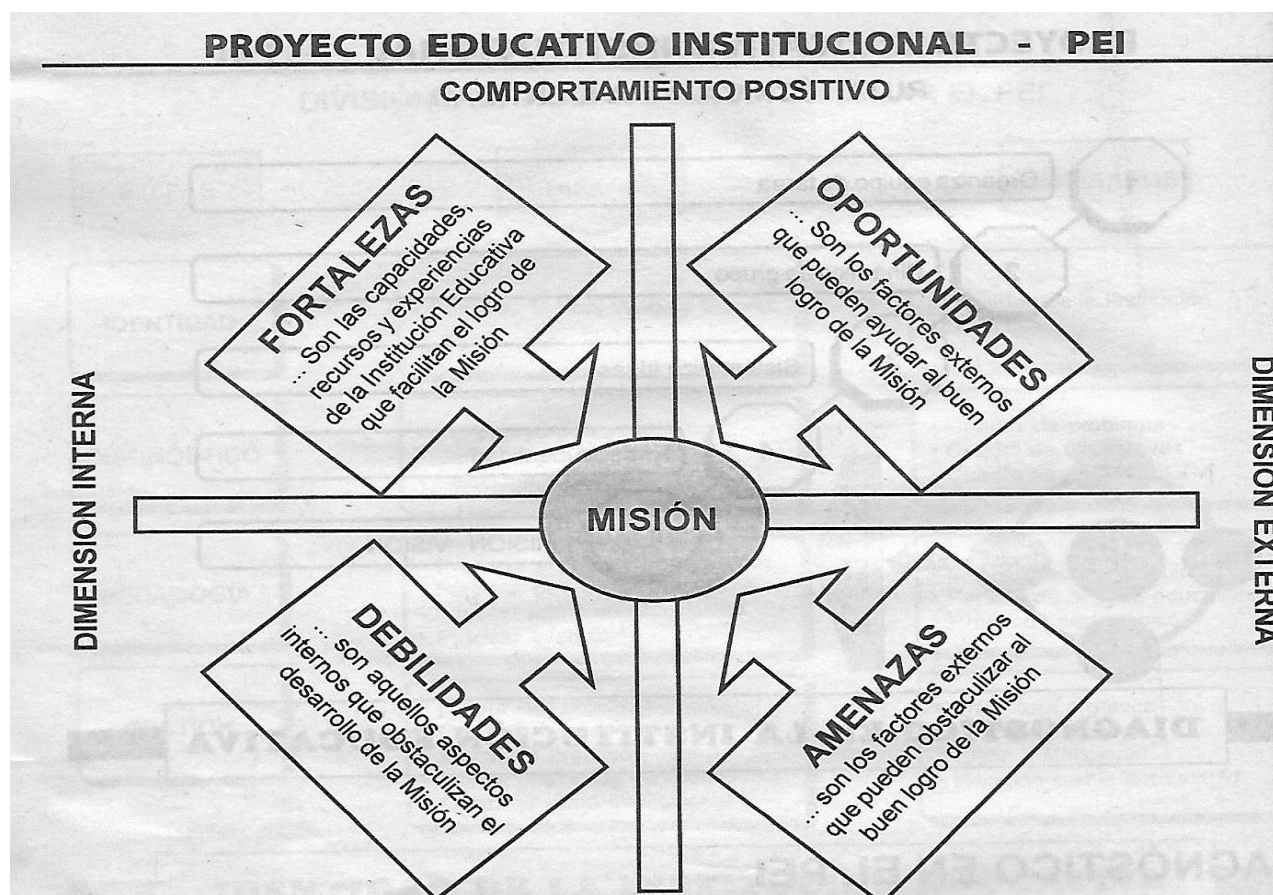 PROYECTO EDUCATIVO INSTITUCIONAL - PEI
COMPORTAMIENTO POSITIVO
FORTALEZAS
... Son las capacidades,
recursos y experiencias
de la Institución Educativa
que facilitan el logro de
la Misión
OPORTUNIDADES
... Son los factores externos
que pueden ayudar al buen
logro de la Misión
DIMENSION INTERNA
MISIÓN
DIMENSION EXTERNA
DEBILIDADES
... son aquellos aspectos
internos que obstaculizan el
desarrollo de la Misión
AMENAZAS
... son los factores externos
que pueden obstaculizar al
buen logro de la Misión